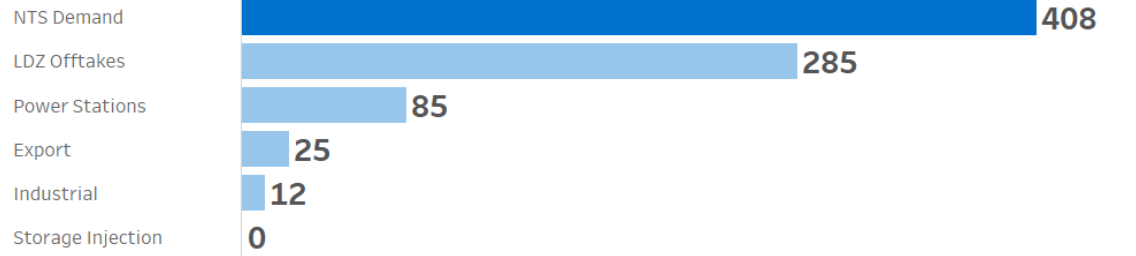 NTS Demand 408
LDZ Offtakes 285
Power Stations 85
Export 25
Industrial 12
Storage Injection 0